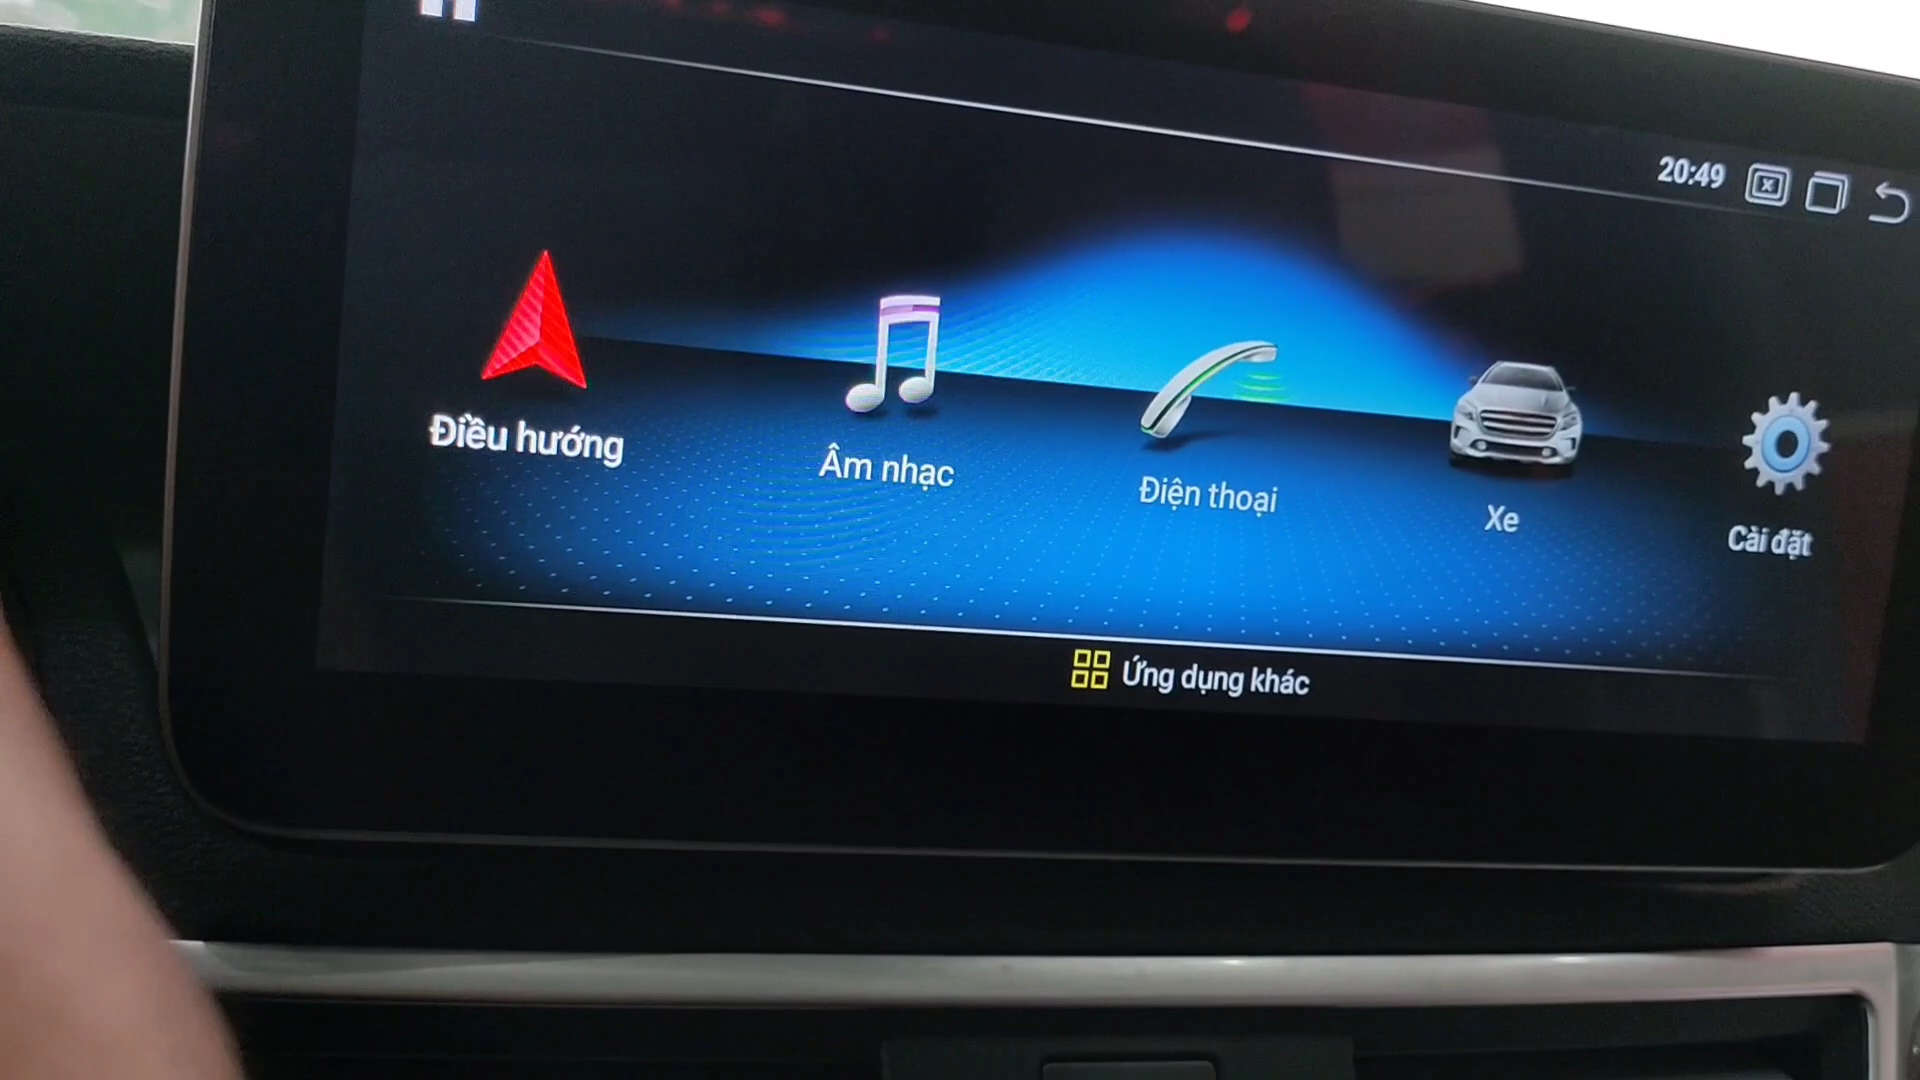 20:49
Điều hướng
Âm nhạc
Điện thoại
Xe
Cài đặt
Ứng dụng khác